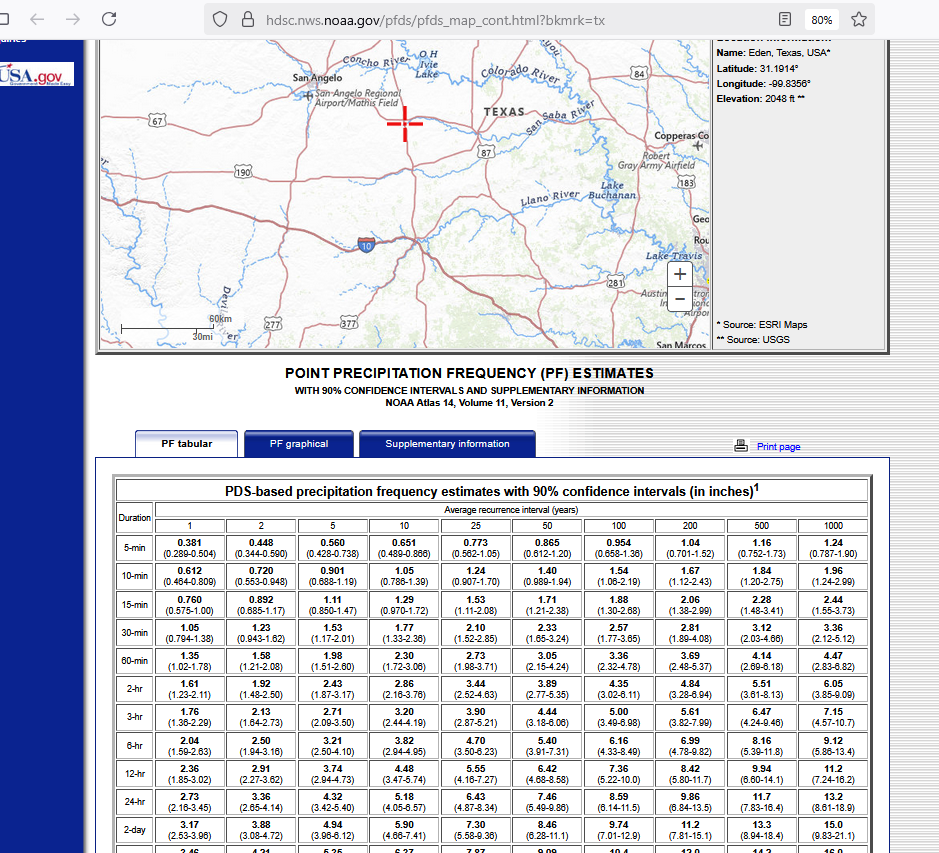 hdsc.nws.noaa.gov/pfds/pfds_map_cont.html?bkmrk=tx
80%
USA.gov
Concho River
O H
Ivie
Lake
Colorado River
84
San Angelo
San Angelo Regional
Airport/Mathis Field
TEXAS
San Saba River
67
87
Copperas Co
Robert
Gray Army Airfield
190
183
Lake
Buchanan
Llano River
Geo
Rou
10
Lake Travis
281
+
−
60km
30mi
277
377
San Marcos
Name: Eden, Texas, USA*
Latitude: 31.1914°
Longitude: -99.8356°
Elevation: 2048 ft **
* Source: ESRI Maps
** Source: USGS
POINT PRECIPITATION FREQUENCY (PF) ESTIMATES
WITH 90% CONFIDENCE INTERVALS AND SUPPLEMENTARY INFORMATION
NOAA Atlas 14, Volume 11, Version 2
PF tabular PF graphical Supplementary information Print page
PDS-based precipitation frequency estimates with 90% confidence intervals (in inches)1
Duration Average recurrence interval (years)
1 2 5 10 25 50 100 200 500 1000
5-min 0.381 0.448 0.560 0.651 0.773 0.865 0.954 1.04 1.16 1.24
(0.289-0.504) (0.344-0.590) (0.428-0.738) (0.489-0.866) (0.562-1.05) (0.612-1.20) (0.658-1.36) (0.701-1.52) (0.752-1.73) (0.787-1.90)
10-min 0.612 0.720 0.901 1.05 1.24 1.40 1.54 1.67 1.84 1.96
(0.464-0.809) (0.553-0.948) (0.688-1.19) (0.786-1.39) (0.907-1.70) (0.989-1.94) (1.06-2.19) (1.12-2.43) (1.20-2.75) (1.24-2.99)
15-min 0.760 0.892 1.11 1.29 1.53 1.71 1.88 2.06 2.28 2.44
(0.575-1.00) (0.685-1.17) (0.850-1.47) (0.970-1.72) (1.11-2.08) (1.21-2.38) (1.30-2.68) (1.38-2.99) (1.48-3.41) (1.55-3.73)
30-min 1.05 1.23 1.53 1.77 2.10 2.33 2.57 2.81 3.12 3.36
(0.794-1.38) (0.943-1.62) (1.17-2.01) (1.33-2.36) (1.52-2.85) (1.65-3.24) (1.77-3.65) (1.89-4.08) (2.03-4.66) (2.12-5.12)
60-min 1.35 1.58 1.98 2.30 2.73 3.05 3.36 3.69 4.14 4.47
(1.02-1.78) (1.21-2.08) (1.51-2.60) (1.72-3.06) (1.98-3.71) (2.15-4.24) (2.32-4.78) (2.48-5.37) (2.69-6.18) (2.83-6.82)
2-hr 1.61 1.92 2.43 2.86 3.44 3.89 4.35 4.84 5.51 6.05
(1.23-2.11) (1.48-2.50) (1.87-3.17) (2.16-3.76) (2.52-4.63) (2.77-5.35) (3.02-6.11) (3.28-6.94) (3.61-8.13) (3.85-9.09)
3-hr 1.76 2.13 2.71 3.20 3.90 4.44 5.00 5.61 6.47 7.15
(1.36-2.29) (1.64-2.73) (2.09-3.50) (2.44-4.19) (2.87-5.21) (3.18-6.06) (3.49-6.98) (3.82-7.99) (4.24-9.46) (4.57-10.7)
6-hr 2.04 2.50 3.21 3.82 4.70 5.40 6.16 6.99 8.16 9.12
(1.59-2.63) (1.94-3.16) (2.50-4.10) (2.94-4.95) (3.50-6.23) (3.91-7.31) (4.33-8.49) (4.78-9.82) (5.39-11.8) (5.86-13.4)
12-hr 2.36 2.91 3.74 4.48 5.55 6.42 7.36 8.42 9.94 11.2
(1.85-3.02) (2.27-3.62) (2.94-4.73) (3.47-5.74) (4.16-7.27) (4.68-8.58) (5.22-10.0) (5.80-11.7) (6.60-14.1) (7.24-16.2)
24-hr 2.73 3.36 4.32 5.18 6.43 7.46 8.59 9.86 11.7 13.2
(2.16-3.45) (2.65-4.14) (3.42-5.40) (4.05-6.57) (4.87-8.34) (5.49-9.86) (6.14-11.5) (6.84-13.5) (7.83-16.4) (8.61-18.9)
2-day 3.17 3.88 4.94 5.90 7.30 8.46 9.74 11.2 13.3 15.0
(2.53-3.96) (3.08-4.72) (3.96-6.12) (4.66-7.41) (5.58-9.36) (6.28-11.1) (7.01-12.9) (7.81-15.1) (8.94-18.4) (9.83-21.1)